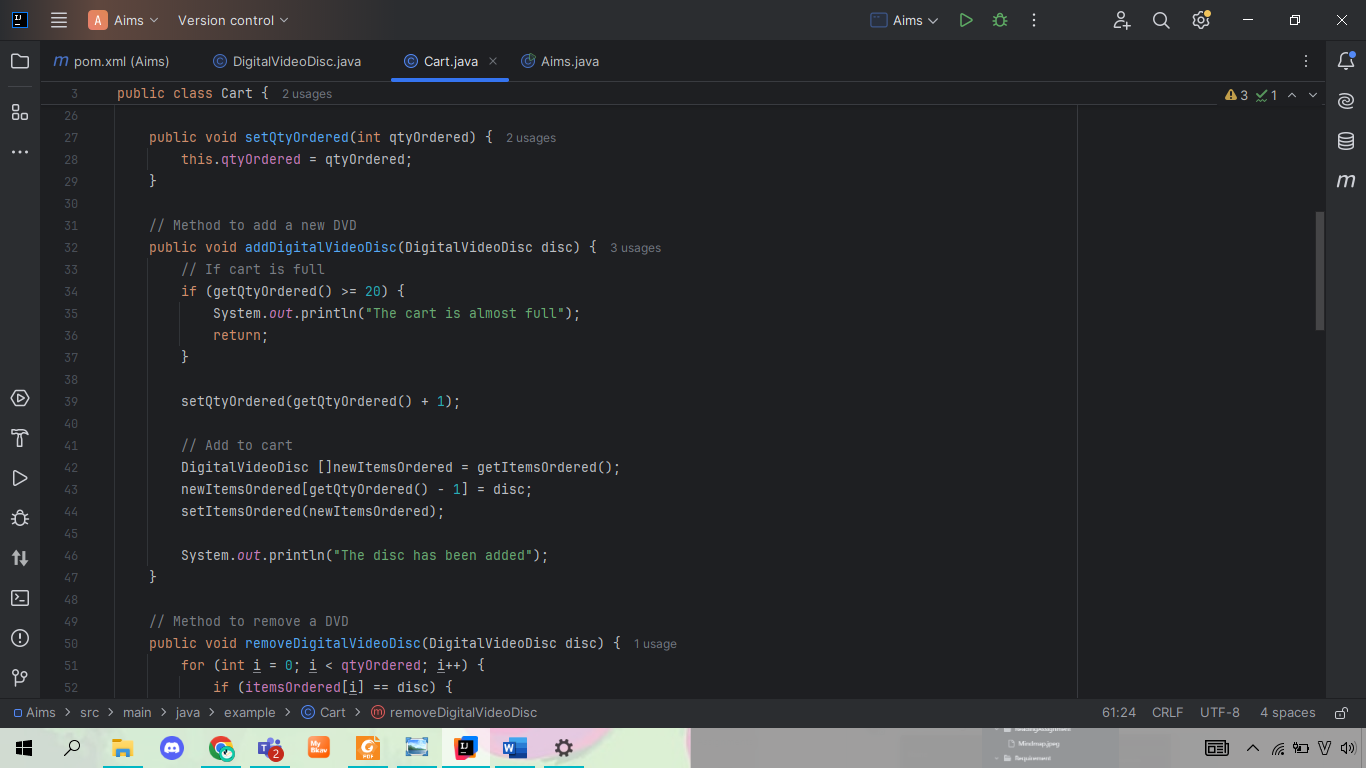 A Aims Version control Aims
m pom.xml (Aims) DigitalVideoDisc.java Cart.java Aims.java
3 public class Cart { 2 usages 3 1
26
27 public void setQtyOrdered(int qtyOrdered) { 2 usages
28 this.qtyOrdered = qtyOrdered;
29 }
30
31 // Method to add a new DVD
32 public void addDigitalVideoDisc(DigitalVideoDisc disc) { 3 usages
33 // If cart is full
34 if (getQtyOrdered() >= 20) {
35 System.out.println("The cart is almost full");
36 return;
37 }
38
39 setQtyOrdered(getQtyOrdered() + 1);
40
41 // Add to cart
42 DigitalVideoDisc []newItemsOrdered = getItemsOrdered();
43 newItemsOrdered[getQtyOrdered() - 1] = disc;
44 setItemsOrdered(newItemsOrdered);
45
46 System.out.println("The disc has been added");
47 }
48
49 // Method to remove a DVD
50 public void removeDigitalVideoDisc(DigitalVideoDisc disc) { 1 usage
51 for (int i = 0; i < qtyOrdered; i++) {
52 if (itemsOrdered[i] == disc) {
Aims > src > main > java > example > Cart > removeDigitalVideoDisc 61:24 CRLF UTF-8 4 spaces
Mindmap.jpeg
Requirement